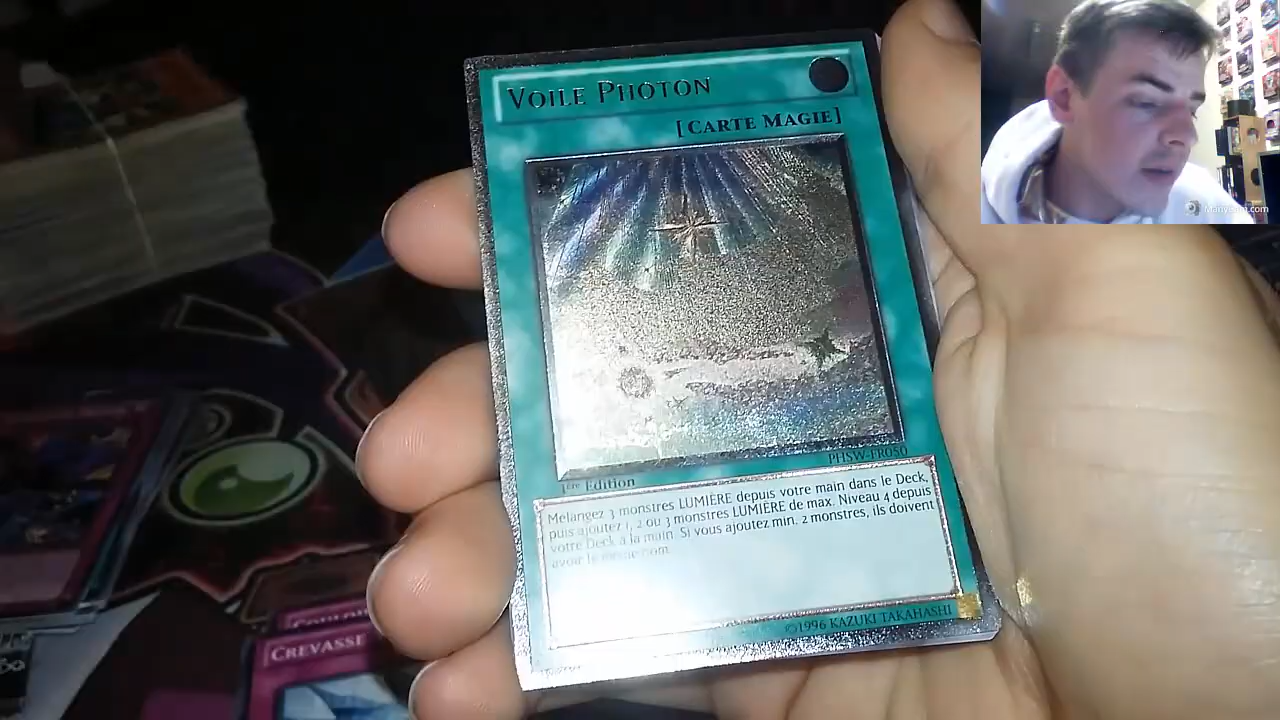 VOILE PHOTON
[CARTE MAGIE]
PHSW-FR050
1ère EDITION
Mélangez 3 monstres LUMIÈRE depuis votre main dans le Deck,
puis ajoutez 1, 2 ou 3 monstres LUMIÈRE de max. Niveau 4 depuis
votre Deck à la main. Si vous ajoutez min. 2 monstres, ils doivent
avoir le même nom.
©1996 KAZUKI TAKAHASHI
CREVASSE